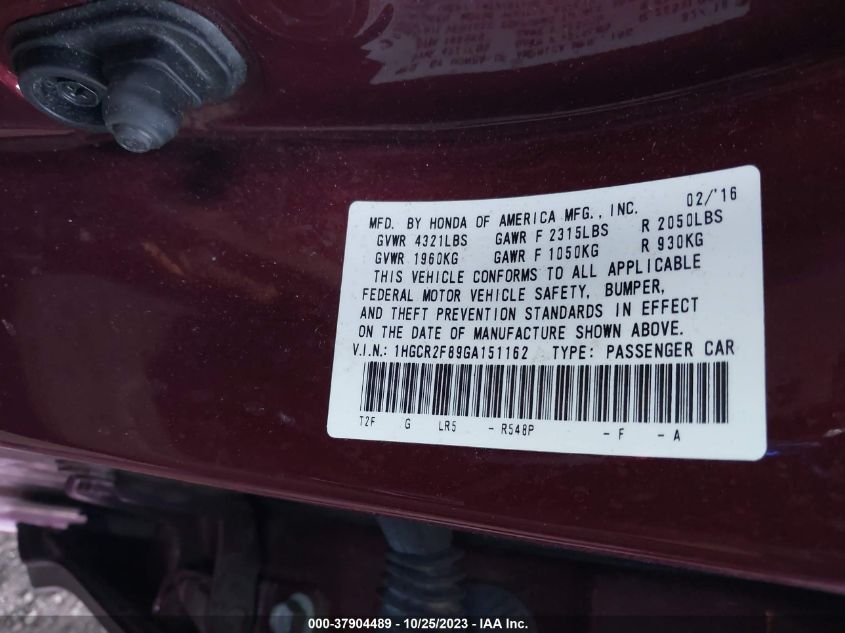 MFD. BY HONDA OF AMERICA MFG., INC. 02/'16
GVWR 4321LBS GAWR F 2315LBS R 2050LBS
GVWR 1960KG GAWR F 1050KG R 930KG
THIS VEHICLE CONFORMS TO ALL APPLICABLE
FEDERAL MOTOR VEHICLE SAFETY, BUMPER,
AND THEFT PREVENTION STANDARDS IN EFFECT
ON THE DATE OF MANUFACTURE SHOWN ABOVE.
V.I.N.: 1HGCR2F89GA151162 TYPE: PASSENGER CAR
T2F G LR5 - R548P - F - A
000-37904489 - 10/25/2023 - IAA Inc.